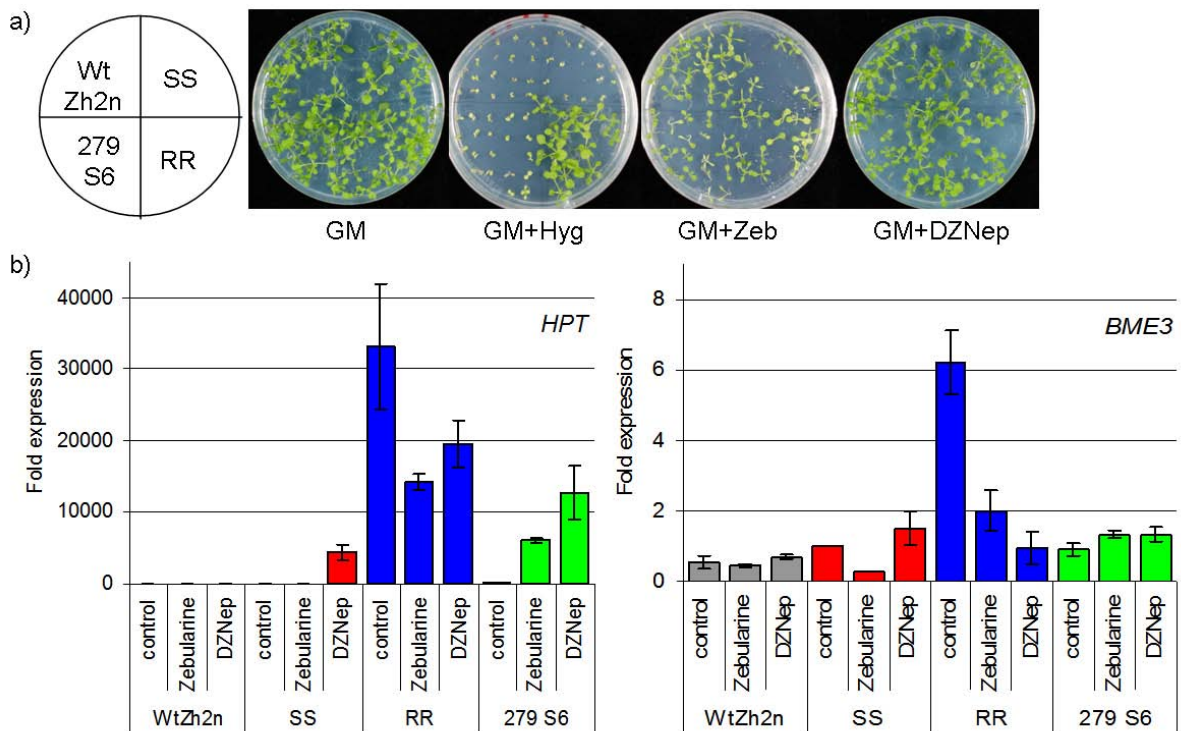 a)
Wt
Zh2n
SS
279
S6
RR
GM
GM+Hyg
GM+Zeb
GM+DZNep
b)
Fold expression
40000
30000
20000
10000
0
HPT
control
Zebularine
DZNep
control
Zebularine
DZNep
control
Zebularine
DZNep
control
Zebularine
DZNep
WtZh2n
SS
RR
279 S6
Fold expression
8
6
4
2
0
BME3
control
Zebularine
DZNep
control
Zebularine
DZNep
control
Zebularine
DZNep
control
Zebularine
DZNep
WtZh2n
SS
RR
279 S6